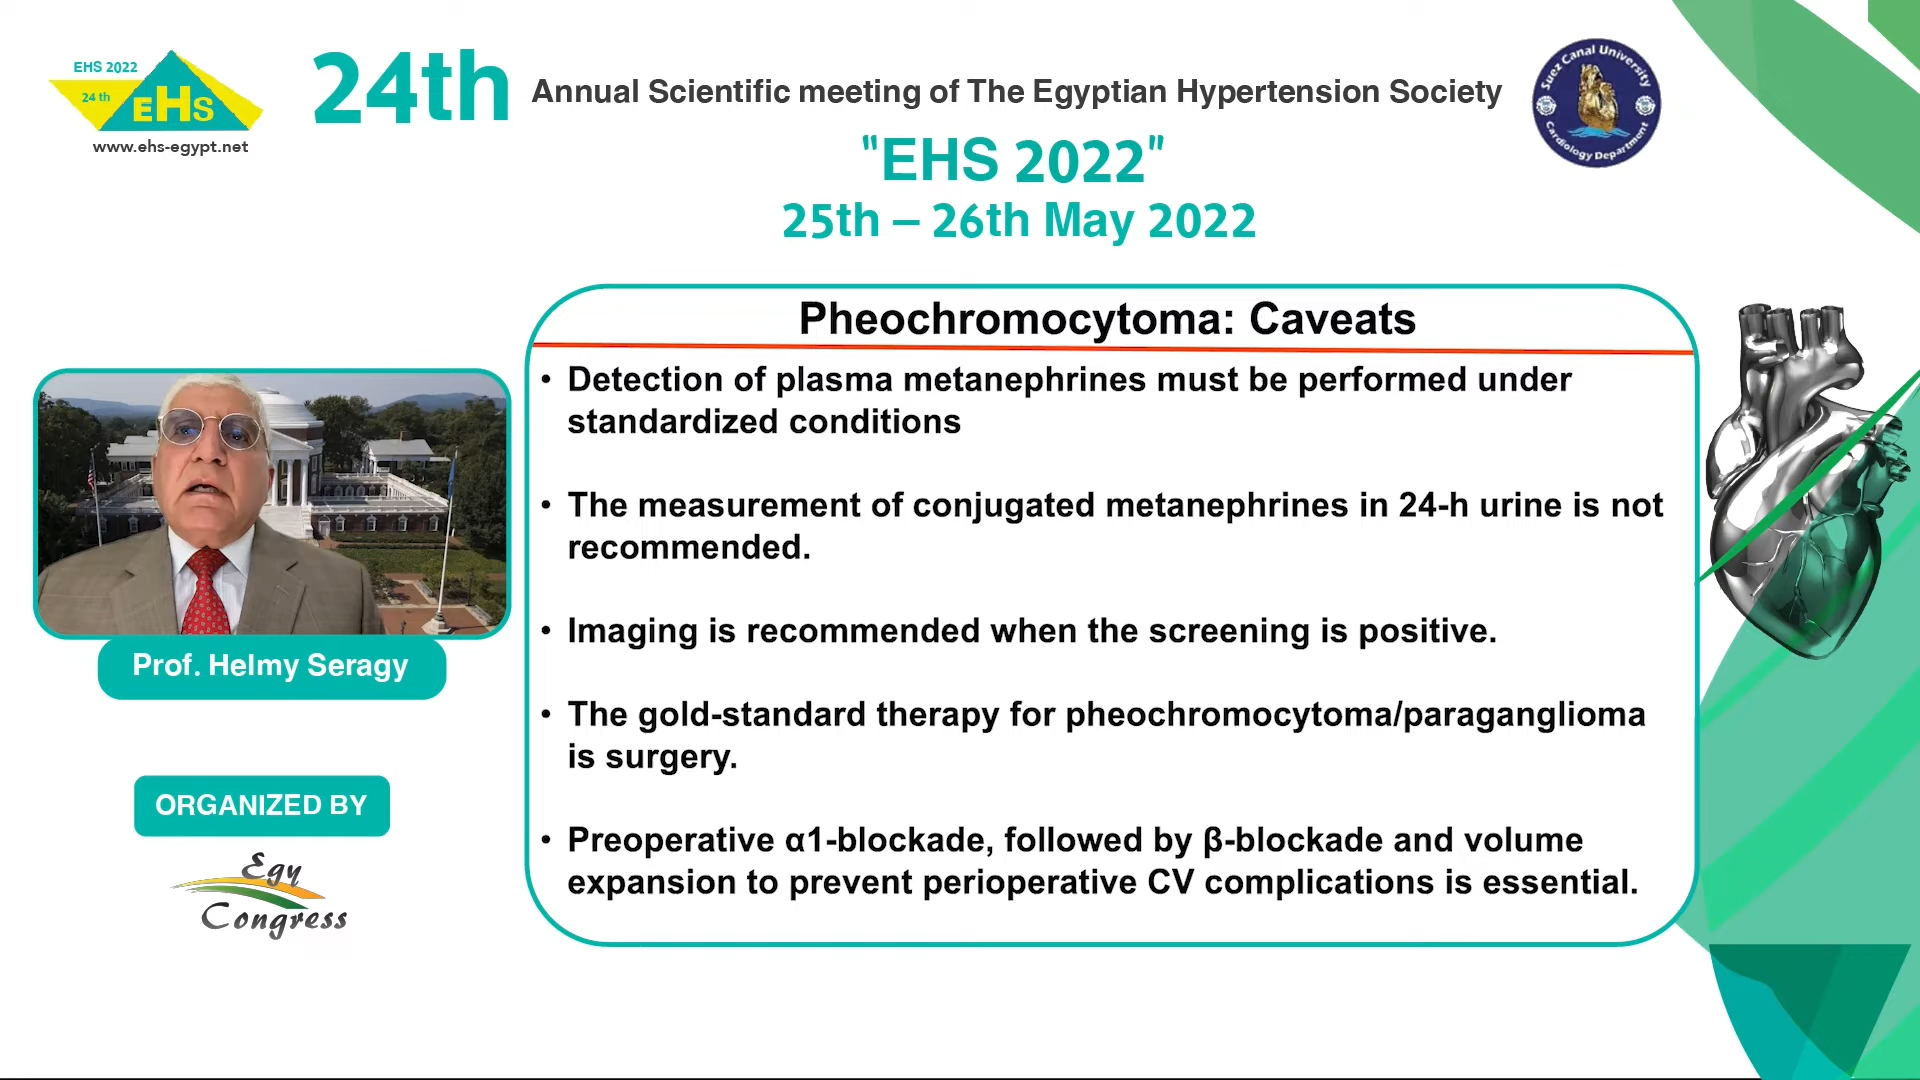 EHS 2022
24 th
EHS
www.ehs-egypt.net
24th Annual Scientific meeting of The Egyptian Hypertension Society
"EHS 2022"
25th – 26th May 2022
Suez Canal University
Cardiology Department
Pheochromocytoma: Caveats
• Detection of plasma metanephrines must be performed under
standardized conditions
• The measurement of conjugated metanephrines in 24-h urine is not
recommended.
• Imaging is recommended when the screening is positive.
• The gold-standard therapy for pheochromocytoma/paraganglioma
is surgery.
• Preoperative α1-blockade, followed by β-blockade and volume
expansion to prevent perioperative CV complications is essential.
Prof. Helmy Seragy
ORGANIZED BY
Egy
Congress